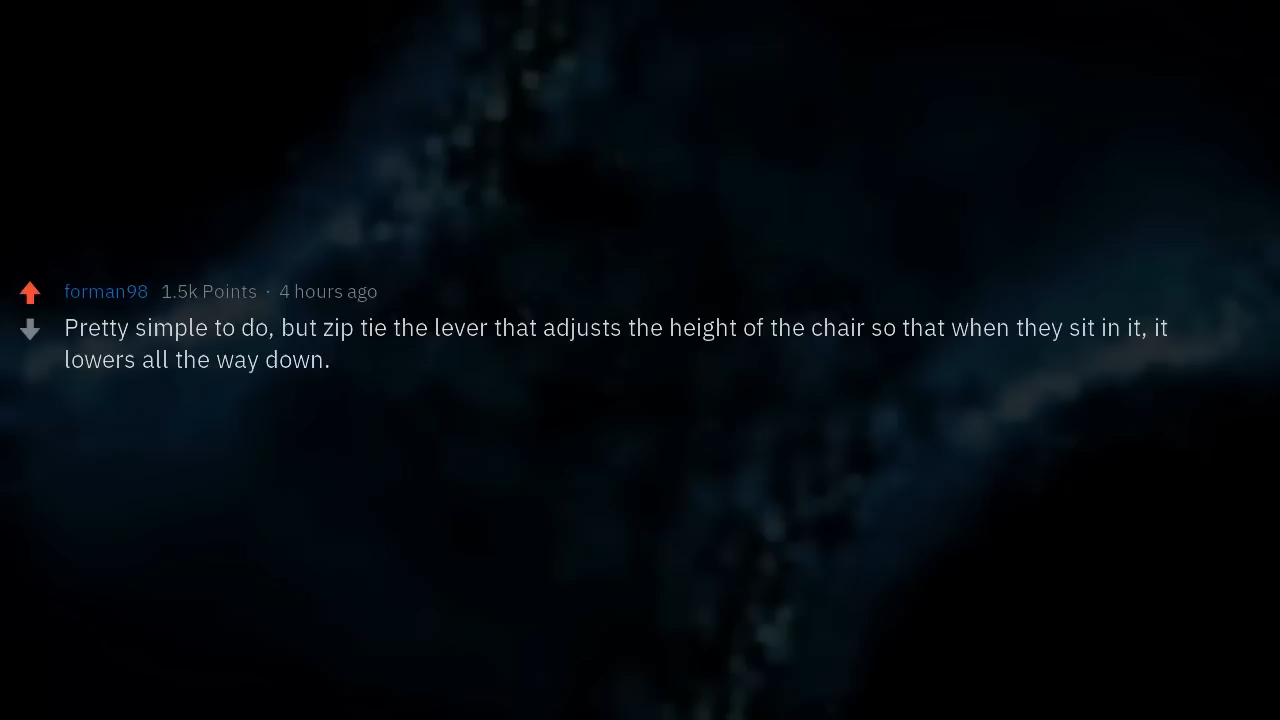 forman98 1.5k Points · 4 hours ago
Pretty simple to do, but zip tie the lever that adjusts the height of the chair so that when they sit in it, it
lowers all the way down.